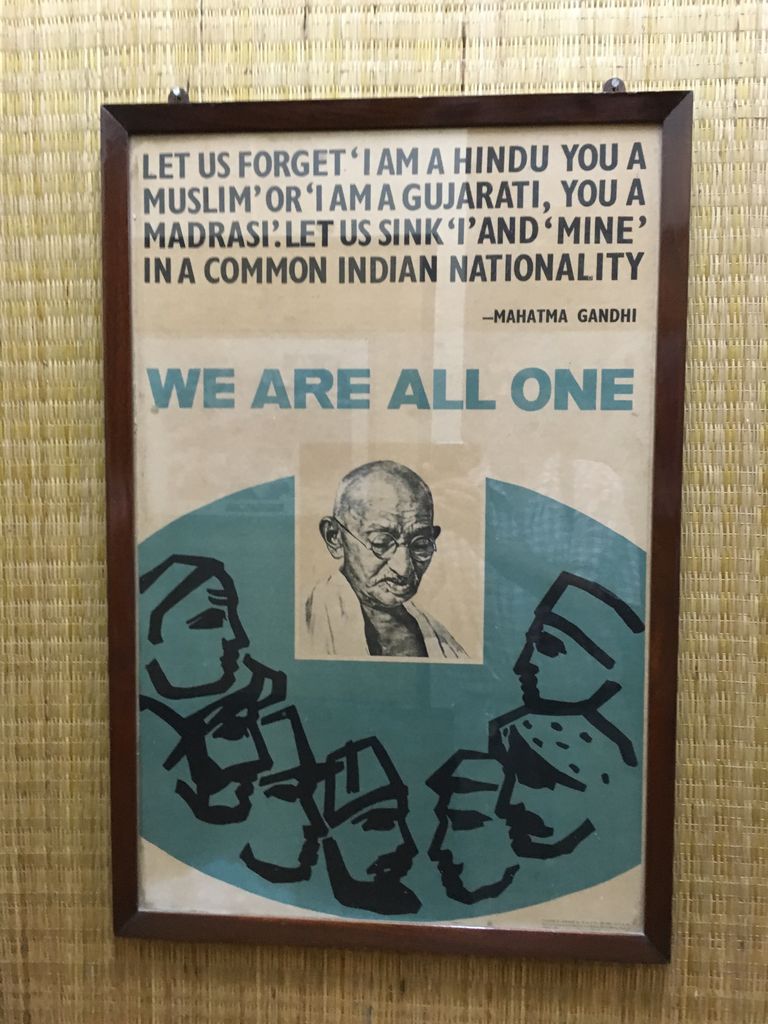 LET US FORGET ‘I AM A HINDU YOU A
MUSLIM’ OR ‘I AM A GUJARATI, YOU A
MADRASI’. LET US SINK ‘I’ AND ‘MINE’
IN A COMMON INDIAN NATIONALITY
—MAHATMA GANDHI
WE ARE ALL ONE